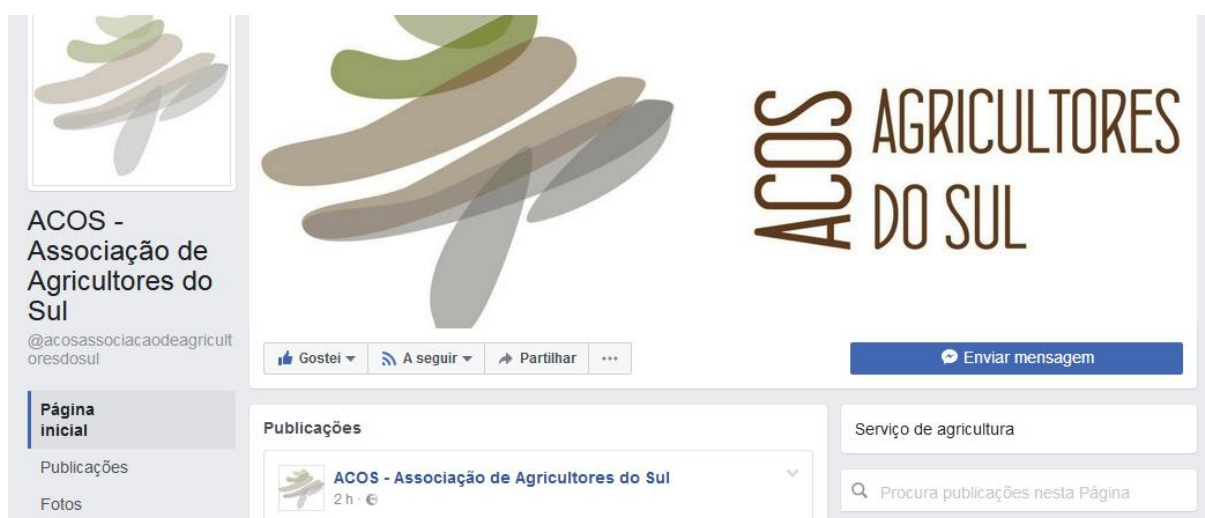 ACOS
AGRICULTORES
DO SUL
ACOS -
Associação de
Agricultores do
Sul
@acosassociacaodeagricult
oresdosul
Gostei
A seguir
Partilhar
...
Enviar mensagem
Página
inicial
Publicações
Fotos
Publicações
ACOS - Associação de Agricultores do Sul
2 h ·
Serviço de agricultura
Procura publicações nesta Página